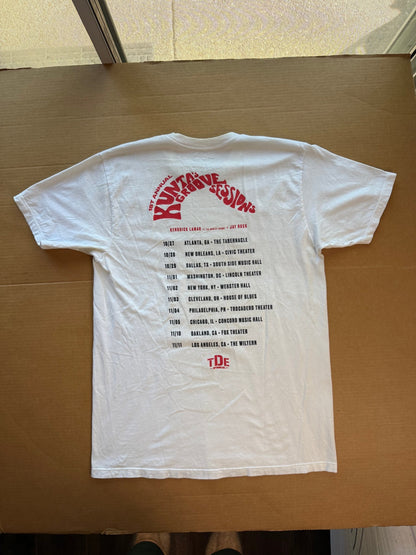 1ST ANNUAL
KUNTA'S
GROOVE
SESSIONS
KENDRICK LAMAR JAY ROCK
10/27 ATLANTA, GA - THE TABERNACLE
10/28 NEW ORLEANS, LA - CIVIC THEATER
10/29 DALLAS, TX - SOUTH SIDE MUSIC HALL
11/01 WASHINGTON, DC - LINCOLN THEATER
11/02 NEW YORK, NY - WEBSTER HALL
11/03 CLEVELAND, OH - HOUSE OF BLUES
11/04 PHILADELPHIA, PA - TROCADERO THEATER
11/05 CHICAGO, IL - CONCORD MUSIC HALL
11/10 OAKLAND, CA - FOX THEATER
11/11 LOS ANGELES, CA - THE WILTERN
TDE